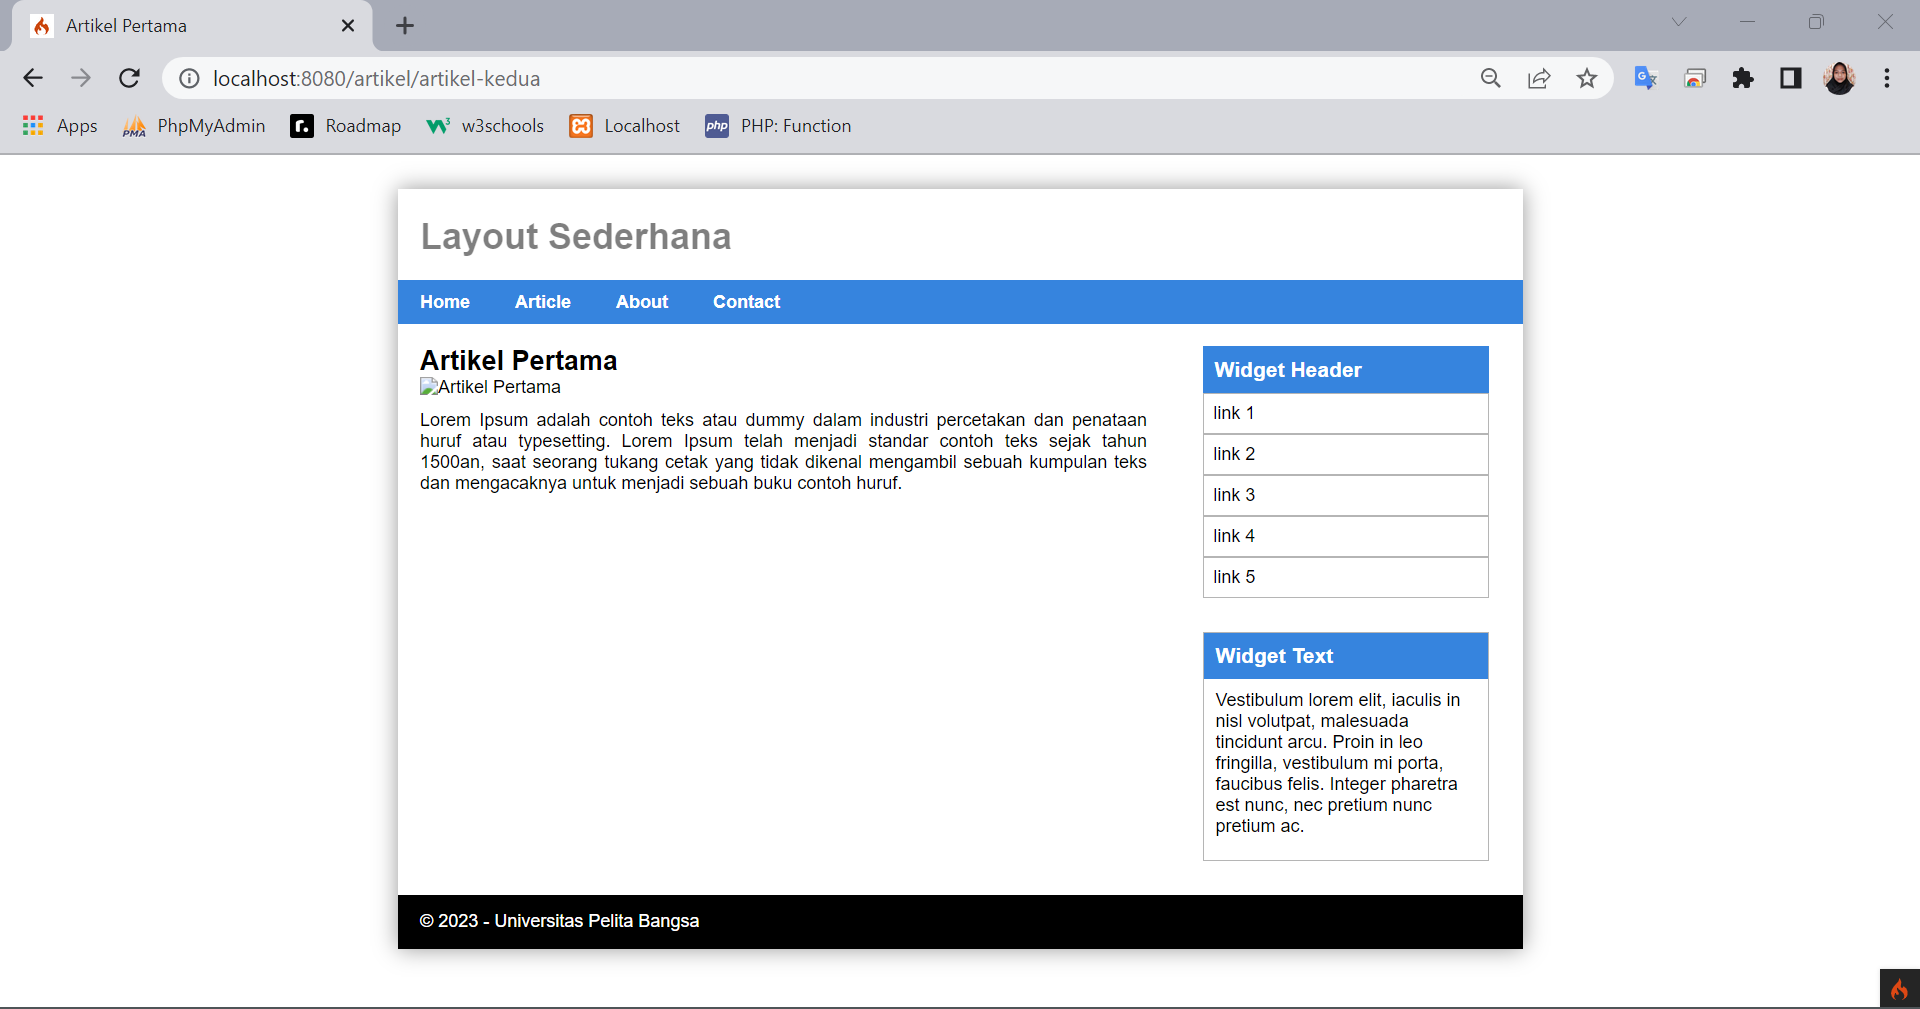 Artikel Pertama
localhost:8080/artikel/artikel-kedua
Apps PMA PhpMyAdmin r. Roadmap W3 w3schools Localhost php PHP: Function
Layout Sederhana
Home Article About Contact
Artikel Pertama
Artikel Pertama
Lorem Ipsum adalah contoh teks atau dummy dalam industri percetakan dan penataan
huruf atau typesetting. Lorem Ipsum telah menjadi standar contoh teks sejak tahun
1500an, saat seorang tukang cetak yang tidak dikenal mengambil sebuah kumpulan teks
dan mengacaknya untuk menjadi sebuah buku contoh huruf.
Widget Header
link 1
link 2
link 3
link 4
link 5
Widget Text
Vestibulum lorem elit, iaculis in
nisl volutpat, malesuada
tincidunt arcu. Proin in leo
fringilla, vestibulum mi porta,
faucibus felis. Integer pharetra
est nunc, nec pretium nunc
pretium ac.
© 2023 - Universitas Pelita Bangsa